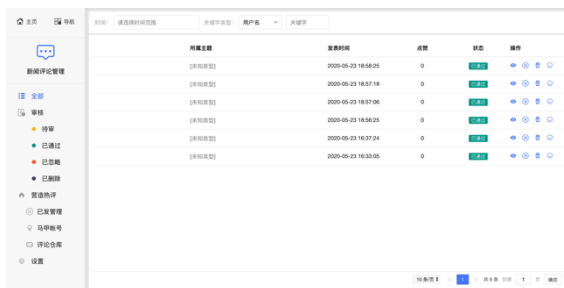 主页 导航 时间: 请选择时间范围 关键字类型: 用户名 关键字
新闻评论管理
全部
审核
待审
已通过
已忽略
已删除
营造热评
已发管理
马甲帐号
评论仓库
设置
所属主题 发表时间 点赞 状态 操作
[未知类型] 2020-05-23 18:58:25 0 已通过
[未知类型] 2020-05-23 18:57:18 0 已通过
[未知类型] 2020-05-23 18:57:06 0 已通过
[未知类型] 2020-05-23 18:56:25 0 已通过
[未知类型] 2020-05-23 16:37:24 0 已通过
[未知类型] 2020-05-23 16:33:05 0 已通过
10 条/页 1 共 6 条 到第 1 页 确定